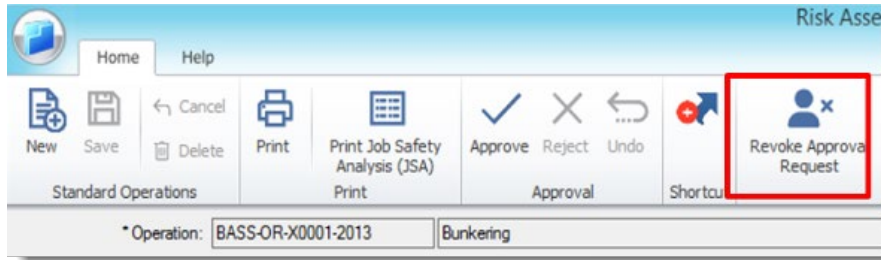 Risk Asse
Home Help
New Save Cancel Delete Print Print Job Safety Analysis (JSA) Approve Reject Undo Revoke Approva Request
Standard Operations Print Approval Shortcu
* Operation: BASS-OR-X0001-2013 Bunkering